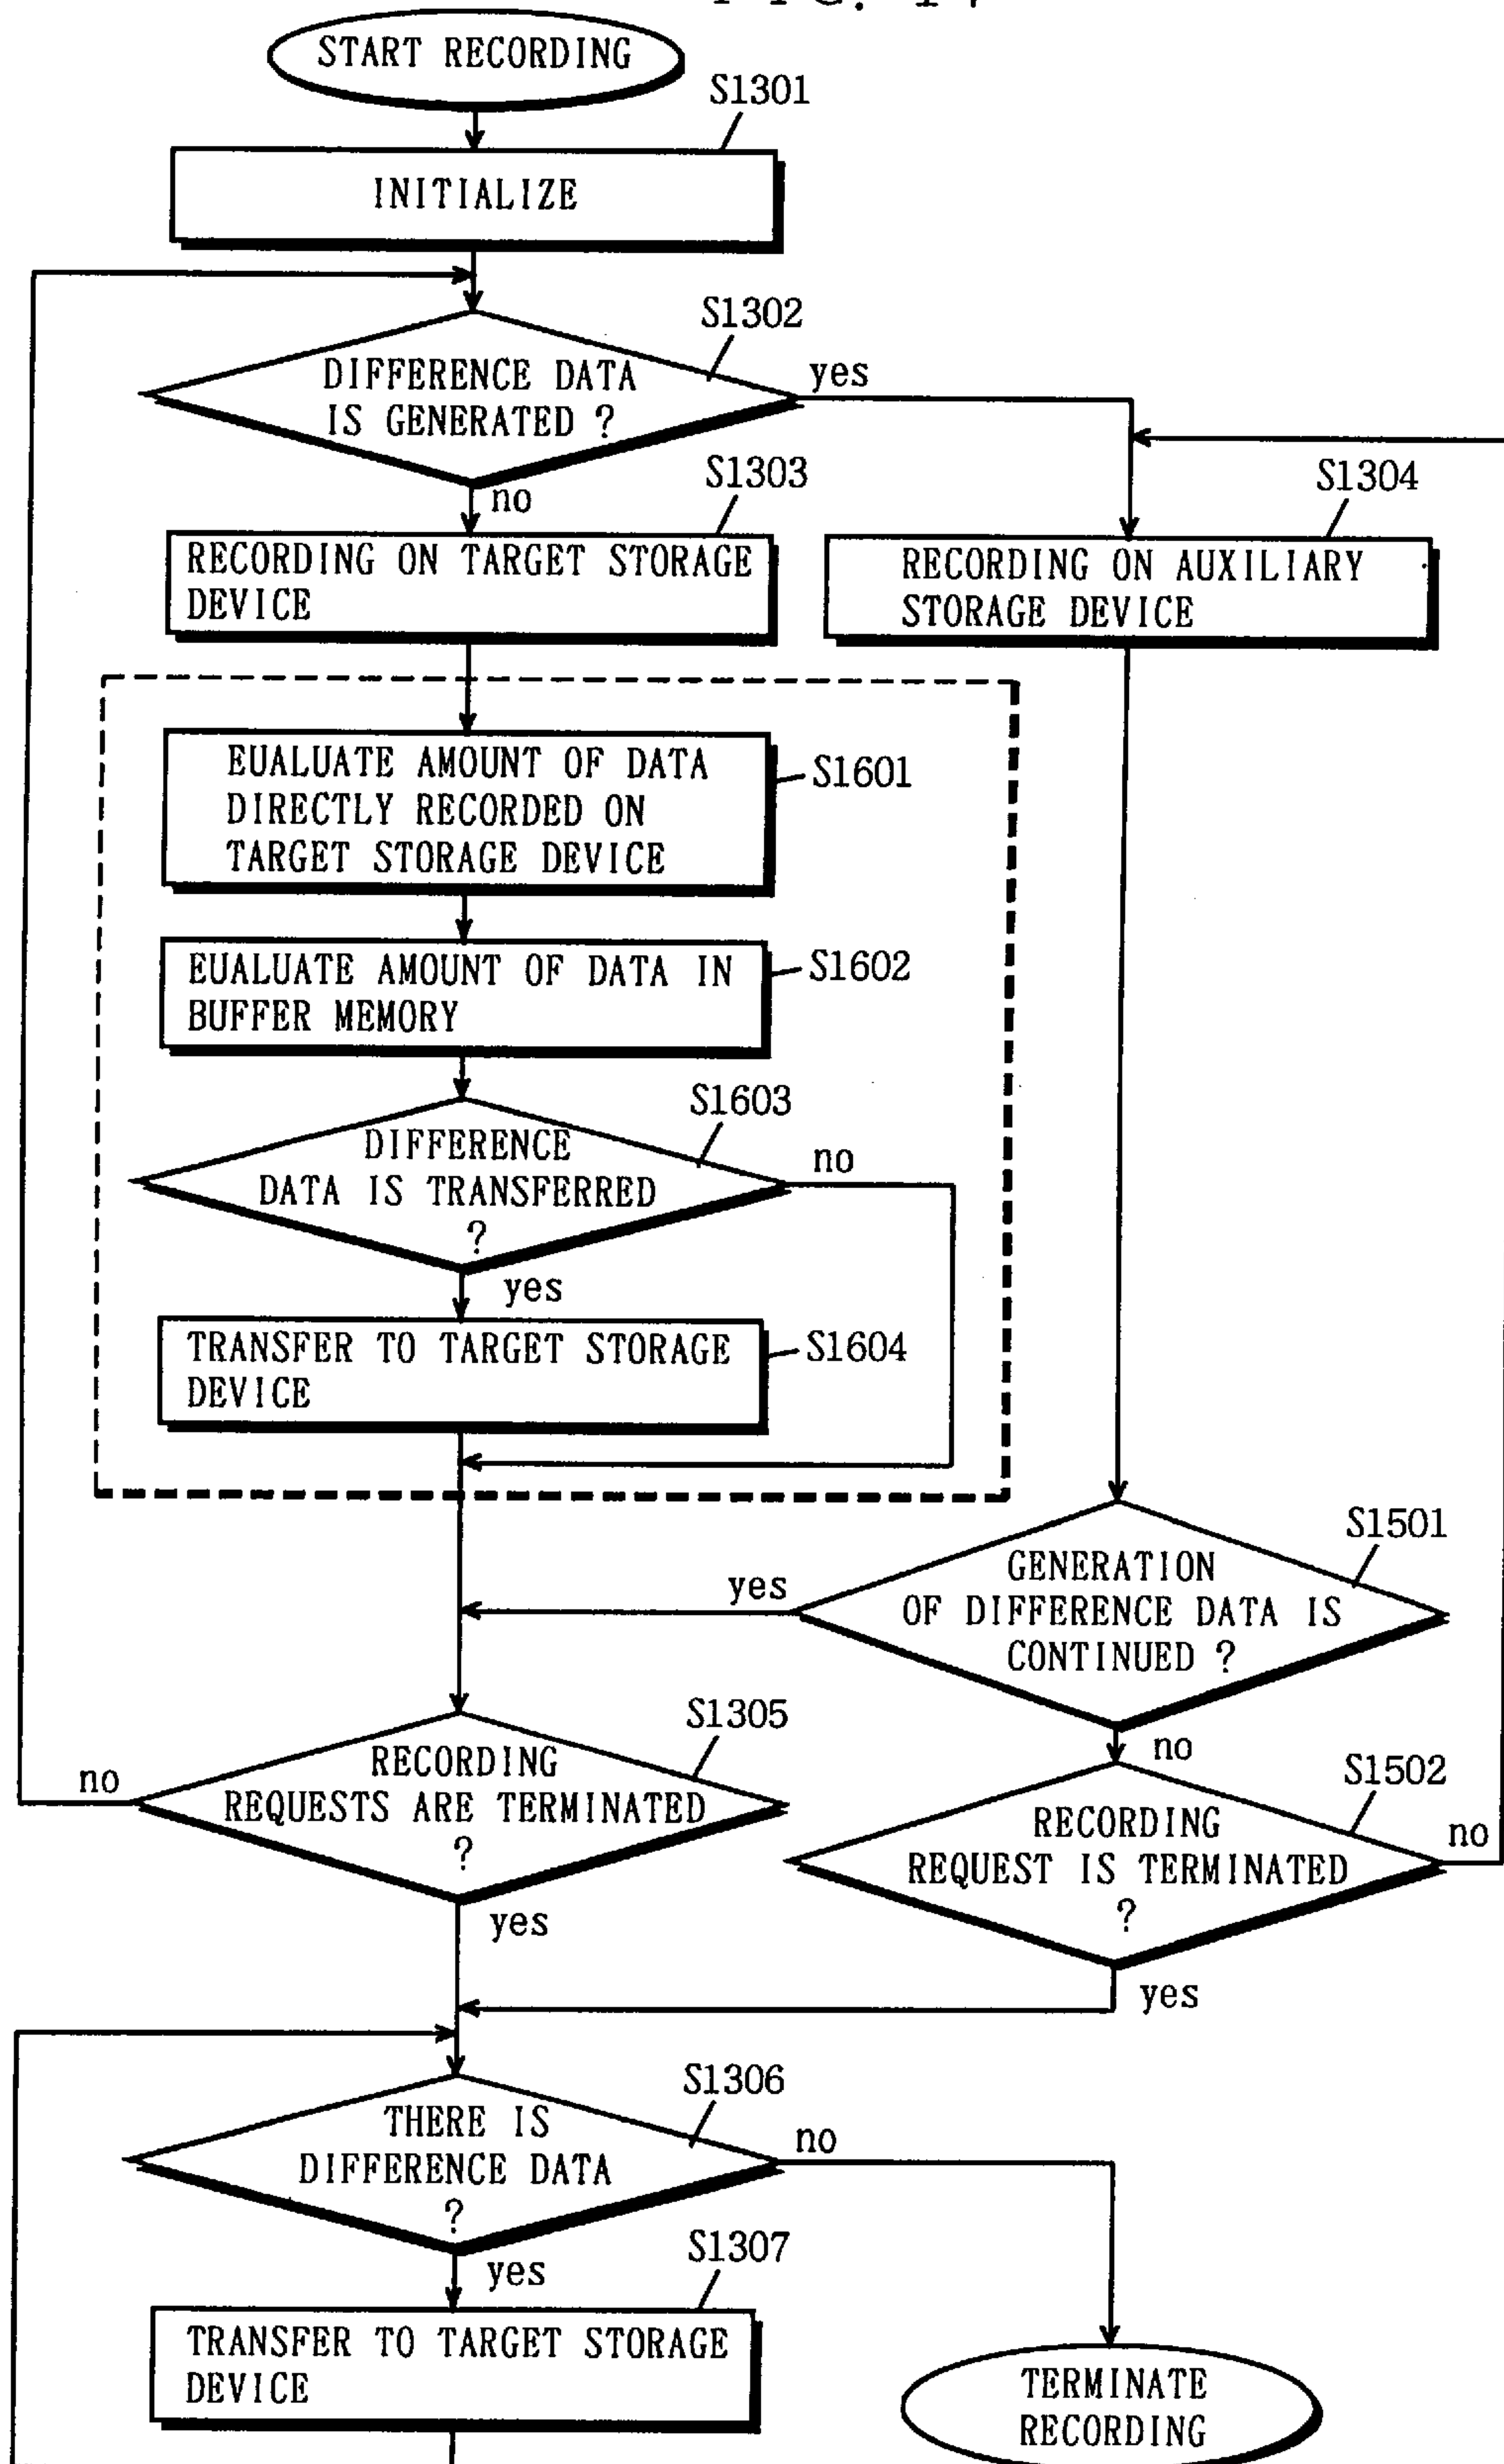 START RECORDING
S1301
INITIALIZE
S1302
DIFFERENCE DATA
IS GENERATED ?
yes
no
S1303
RECORDING ON TARGET STORAGE
DEVICE
S1304
RECORDING ON AUXILIARY
STORAGE DEVICE
EUALUATE AMOUNT OF DATA
DIRECTLY RECORDED ON
TARGET STORAGE DEVICE
S1601
EUALUATE AMOUNT OF DATA IN
BUFFER MEMORY
S1602
S1603
DIFFERENCE
DATA IS TRANSFERRED
?
no
yes
TRANSFER TO TARGET STORAGE
DEVICE
S1604
S1501
GENERATION
OF DIFFERENCE DATA IS
CONTINUED ?
yes
no
S1305
RECORDING
REQUESTS ARE TERMINATED
?
no
yes
S1502
RECORDING
REQUEST IS TERMINATED
?
no
yes
S1306
THERE IS
DIFFERENCE DATA
?
no
yes
S1307
TRANSFER TO TARGET STORAGE
DEVICE
TERMINATE
RECORDING